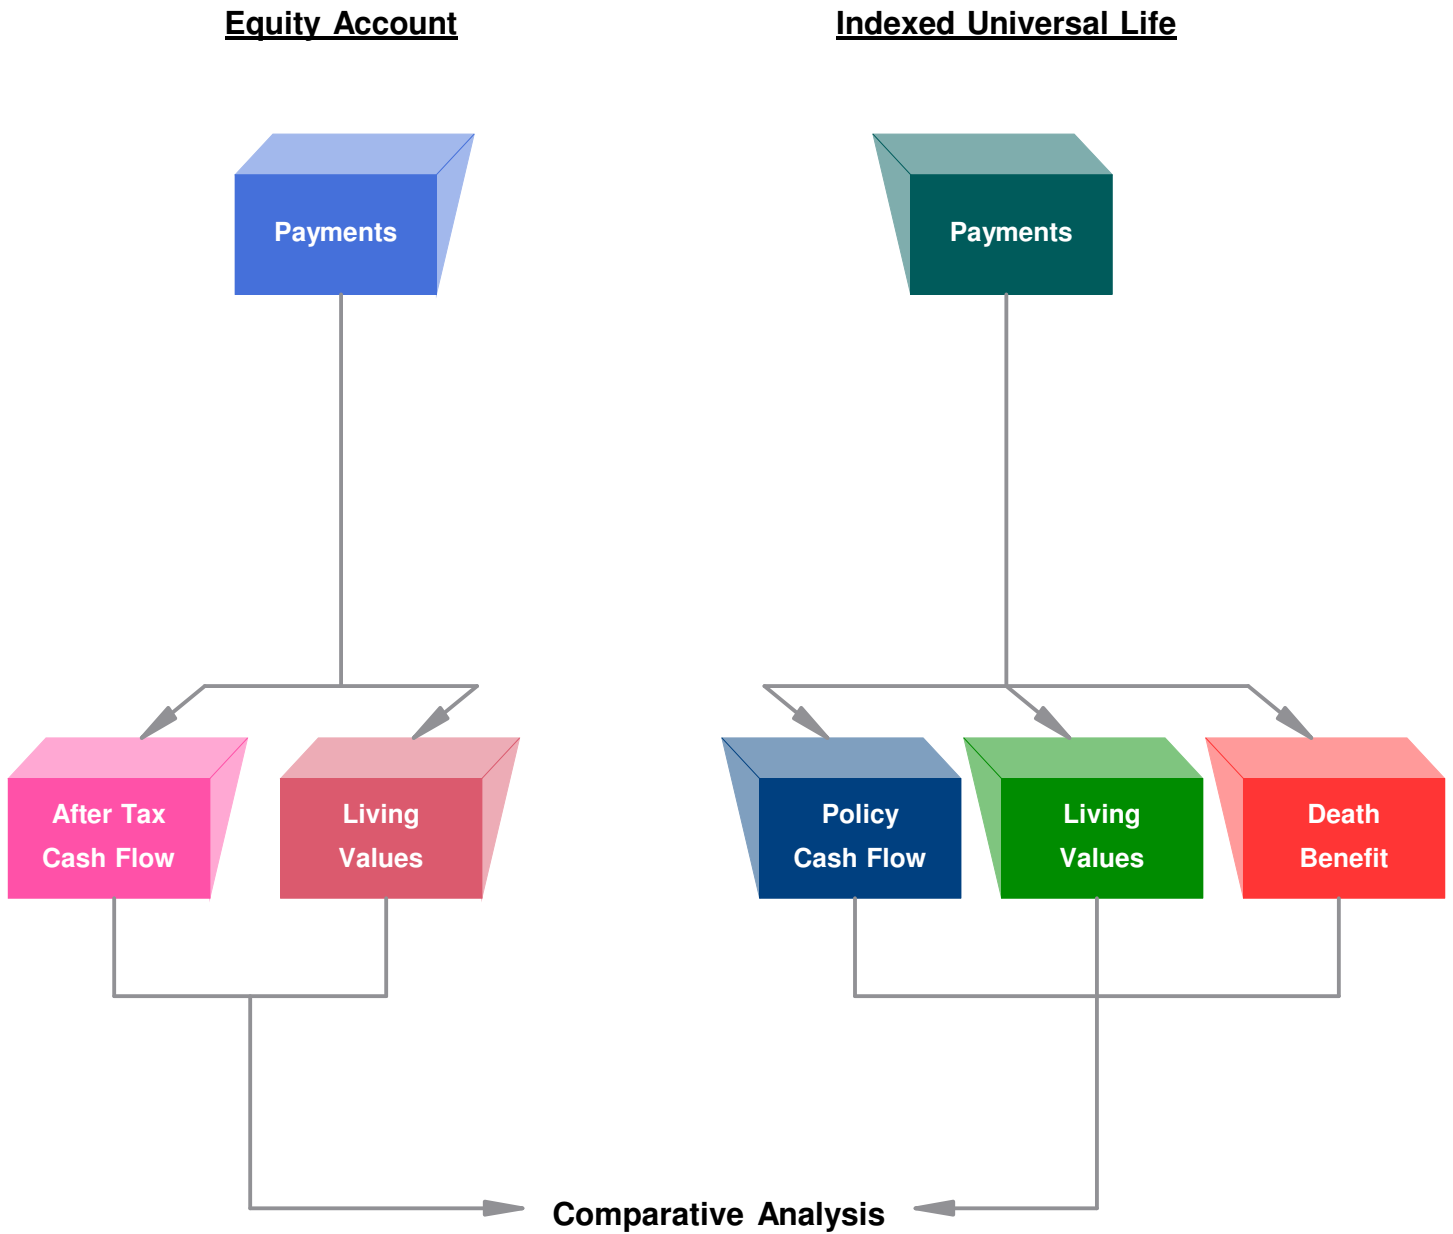 Equity Account
Indexed Universal Life
Payments
Payments
After Tax
Cash Flow
Living
Values
Policy
Cash Flow
Living
Values
Death
Benefit
Comparative Analysis